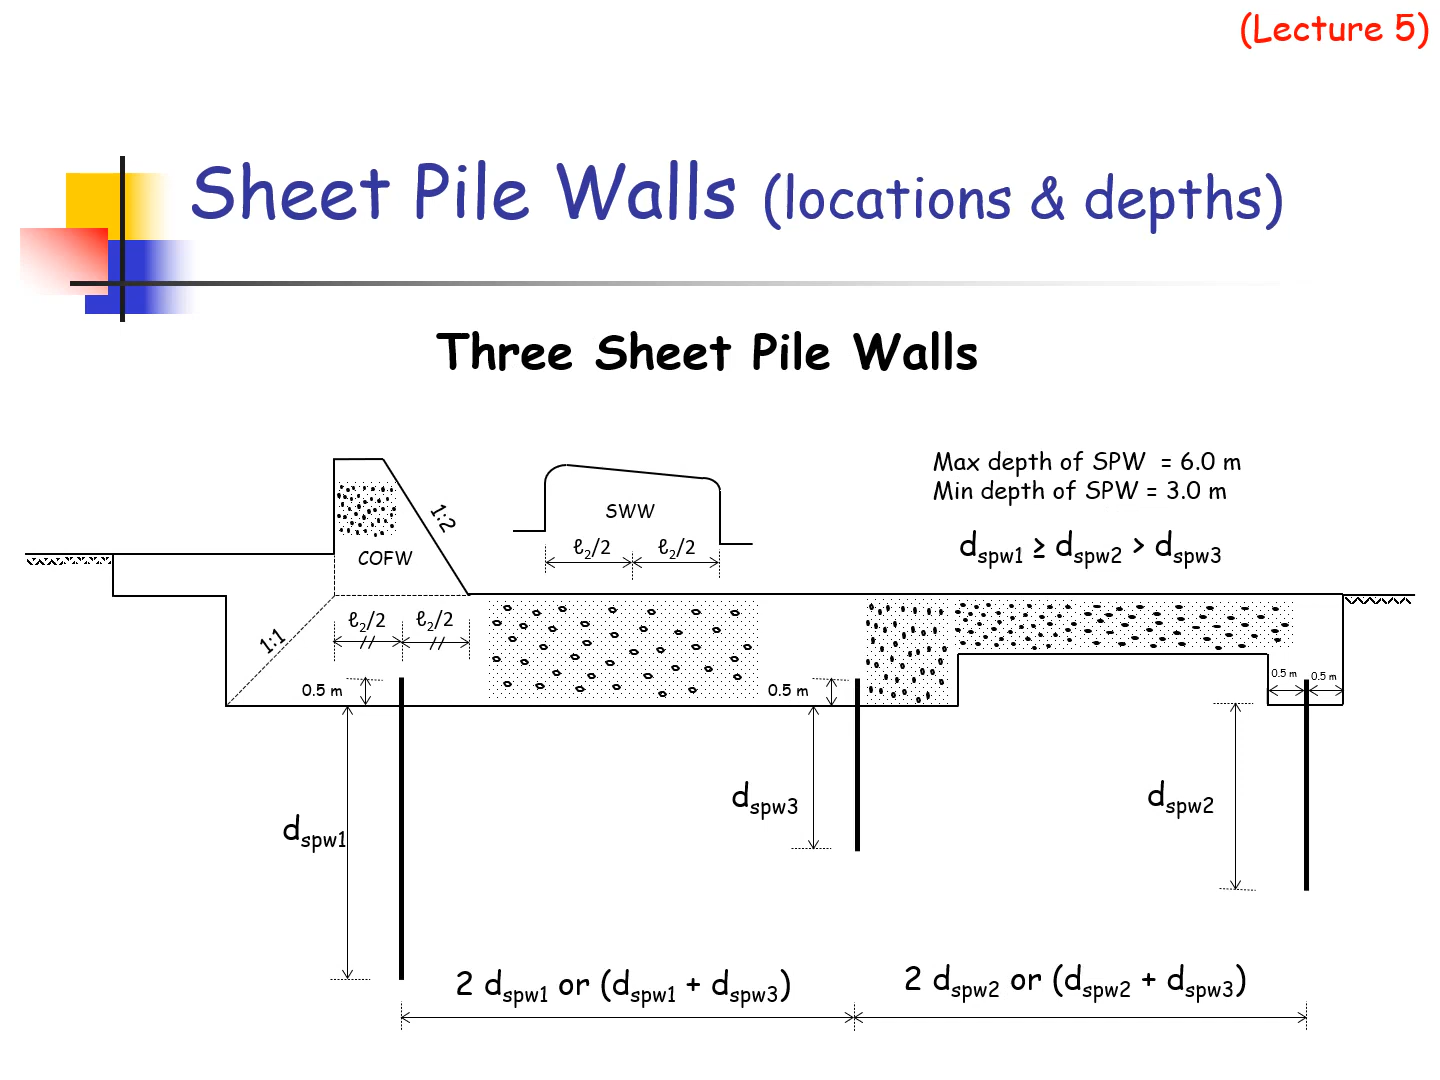 (Lecture 5)
Sheet Pile Walls (locations & depths)
Three Sheet Pile Walls
Max depth of SPW = 6.0 m
Min depth of SPW = 3.0 m
dspw1 ≥ dspw2 > dspw3
1:2
SWW
ℓ2/2 ℓ2/2
COFW
1:1
ℓ2/2 ℓ2/2
0.5 m
0.5 m
0.5 m 0.5 m
dspw1
dspw3
dspw2
2 dspw1 or (dspw1 + dspw3)
2 dspw2 or (dspw2 + dspw3)